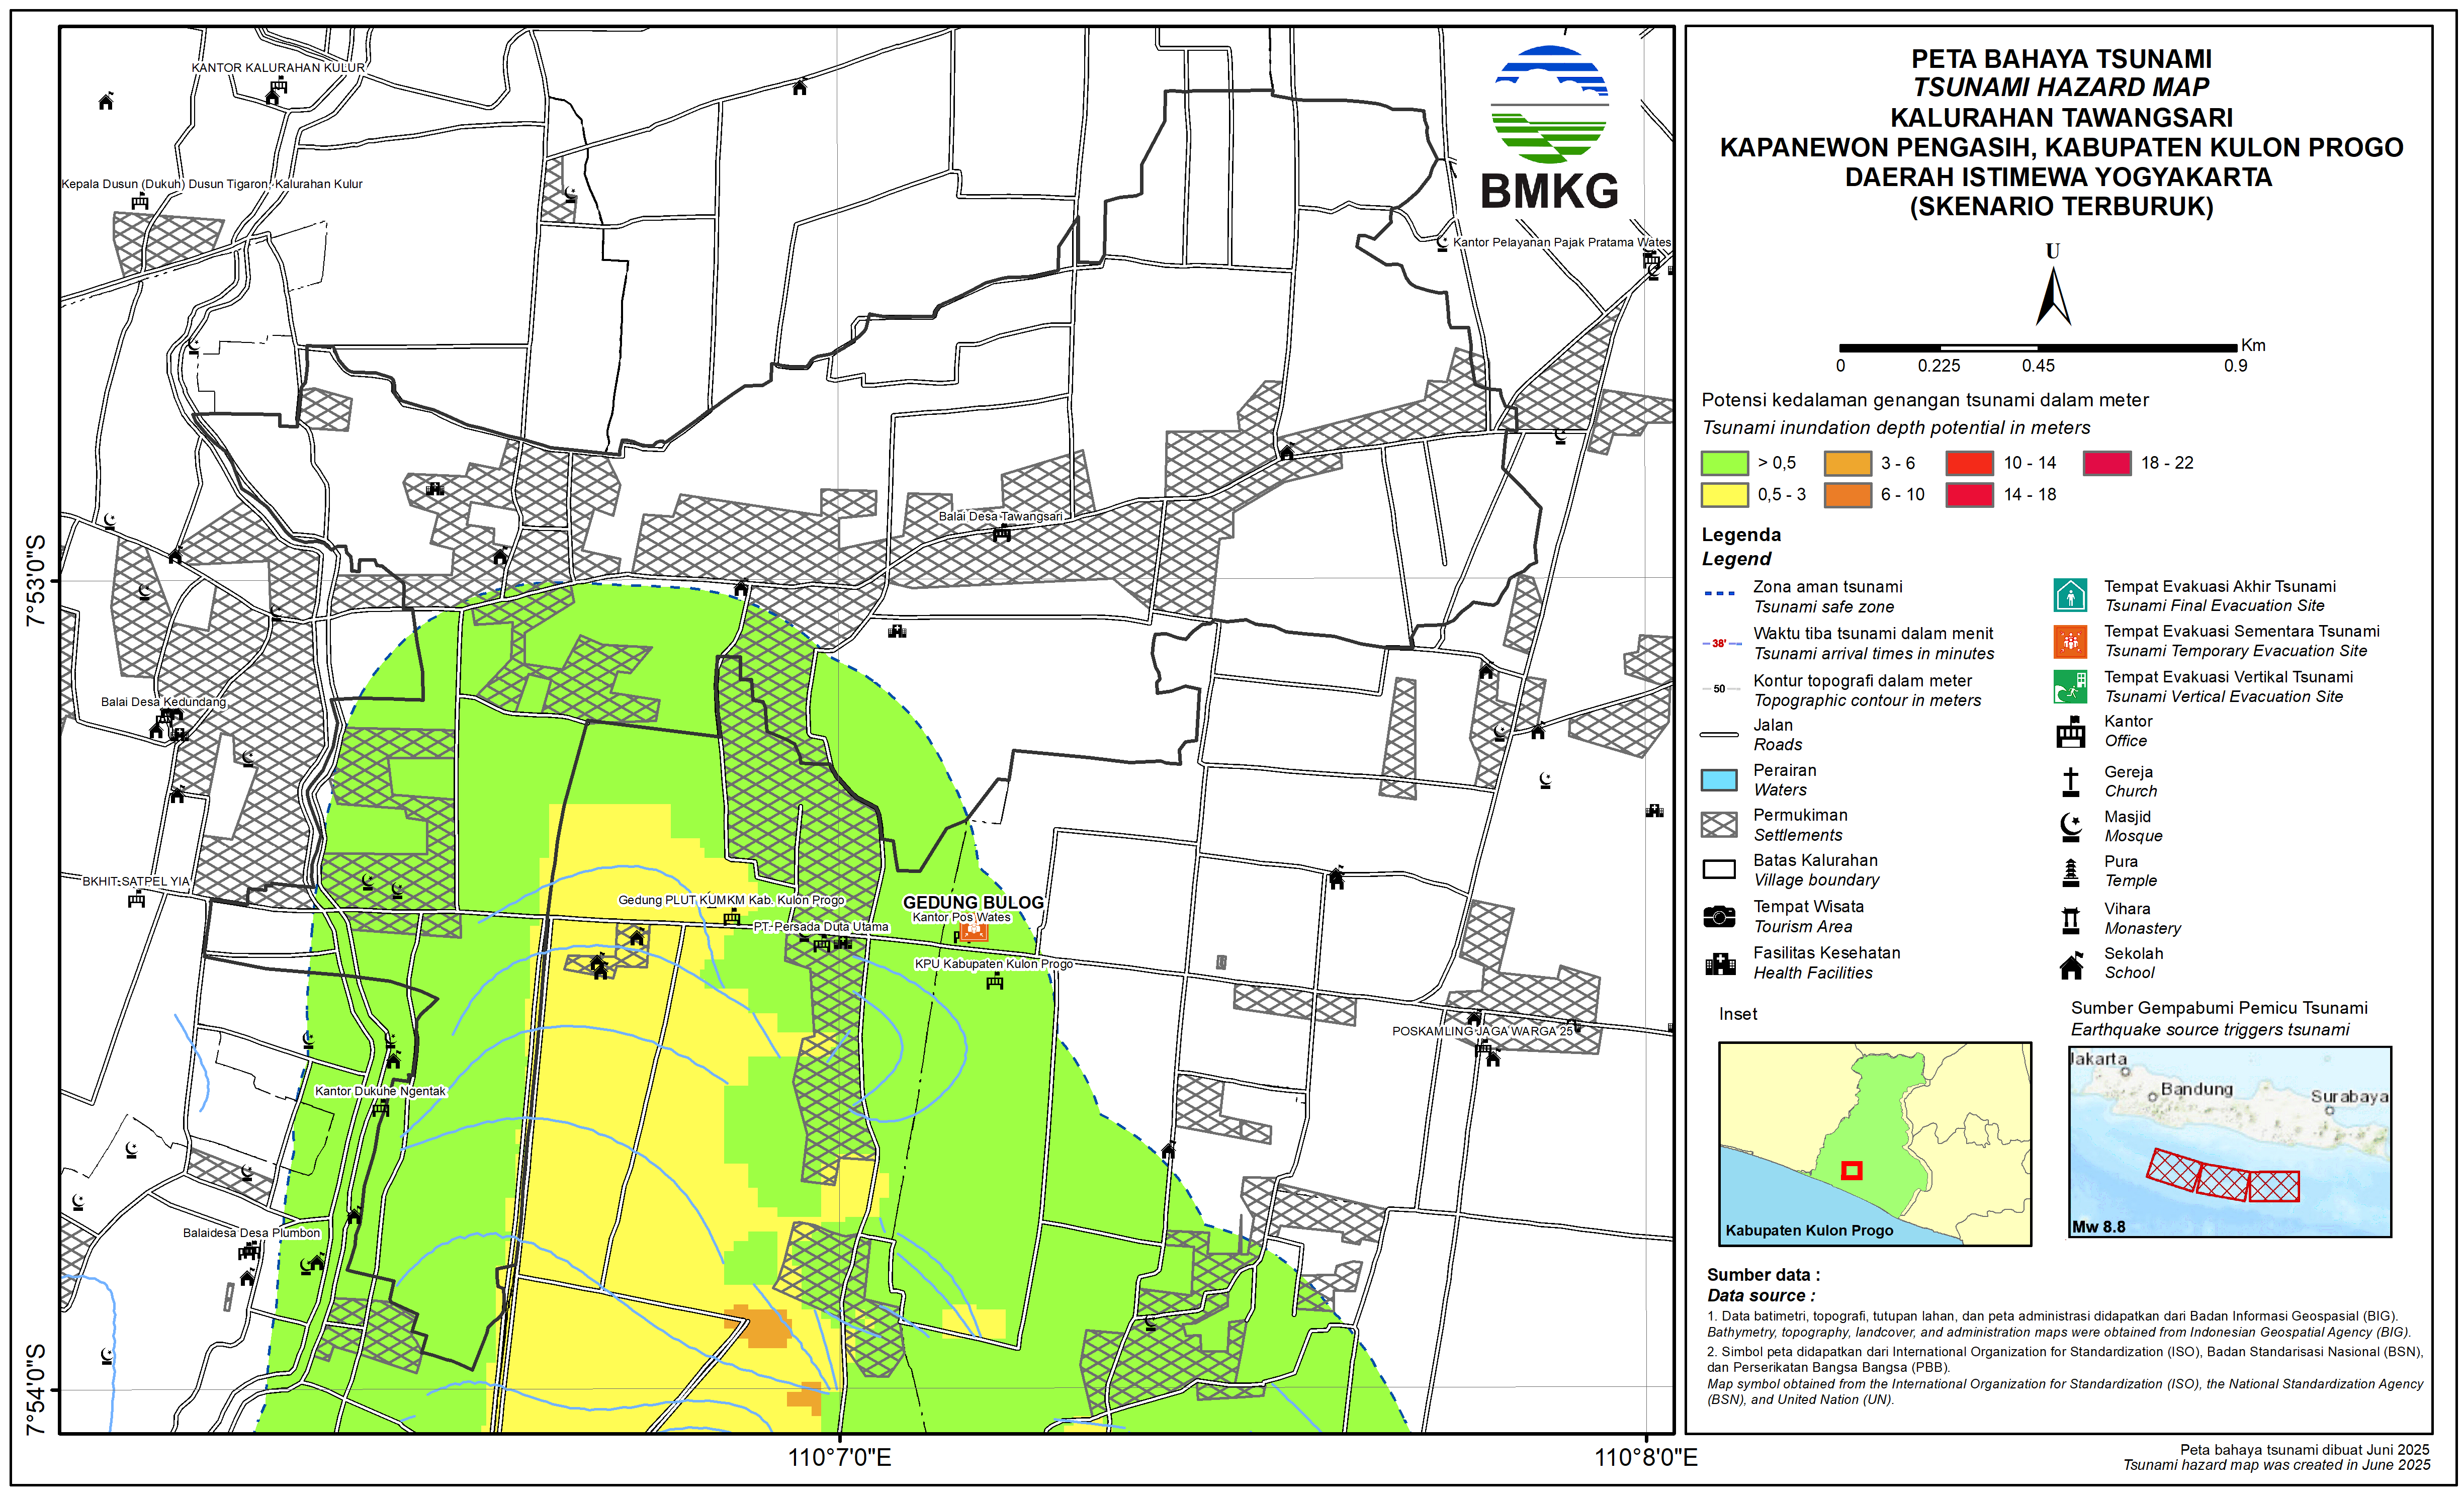 PETA BAHAYA TSUNAMI
TSUNAMI HAZARD MAP
KALURAHAN TAWANGSARI
KAPANEWON PENGASIH, KABUPATEN KULON PROGO
DAERAH ISTIMEWA YOGYAKARTA
(SKENARIO TERBURUK)
U
Km
0 0.225 0.45 0.9
Potensi kedalaman genangan tsunami dalam meter
Tsunami inundation depth potential in meters
> 0,5 3 - 6 10 - 14 18 - 22
0,5 - 3 6 - 10 14 - 18
Legenda
Legend
Zona aman tsunami
Tsunami safe zone
38'
Waktu tiba tsunami dalam menit
Tsunami arrival times in minutes
50
Kontur topografi dalam meter
Topographic contour in meters
Jalan
Roads
Perairan
Waters
Permukiman
Settlements
Batas Kalurahan
Village boundary
Tempat Wisata
Tourism Area
Fasilitas Kesehatan
Health Facilities
Tempat Evakuasi Akhir Tsunami
Tsunami Final Evacuation Site
Tempat Evakuasi Sementara Tsunami
Tsunami Temporary Evacuation Site
Tempat Evakuasi Vertikal Tsunami
Tsunami Vertical Evacuation Site
Kantor
Office
Gereja
Church
Masjid
Mosque
Pura
Temple
Vihara
Monastery
Sekolah
School
Inset
Kabupaten Kulon Progo
Sumber Gempabumi Pemicu Tsunami
Earthquake source triggers tsunami
Jakarta
Bandung
Surabaya
Mw 8.8
Sumber data :
Data source :
1. Data batimetri, topografi, tutupan lahan, dan peta administrasi didapatkan dari Badan Informasi Geospasial (BIG).
Bathymetry, topography, landcover, and administration maps were obtained from Indonesian Geospatial Agency (BIG).
2. Simbol peta didapatkan dari International Organization for Standardization (ISO), Badan Standarisasi Nasional (BSN),
dan Perserikatan Bangsa Bangsa (PBB).
Map symbol obtained from the International Organization for Standardization (ISO), the National Standardization Agency
(BSN), and United Nation (UN).
Peta bahaya tsunami dibuat Juni 2025
Tsunami hazard map was created in June 2025
BMKG
KANTOR KALURAHAN KULUR
Kepala Dusun (Dukuh) Dusun Tigaron, Kalurahan Kulur
Kantor Pelayanan Pajak Pratama Wates
Balai Desa Tawangsari
Balai Desa Kedundang
BKHIT-SATPEL YIA
Gedung PLUT KUMKM Kab. Kulon Progo
GEDUNG BULOG
Kantor Pos Wates
PT. Persada Duta Utama
KPU Kabupaten Kulon Progo
POSKAMLING JAGA WARGA 25
Kantor Dukuhe Ngentak
Balaidesa Desa Plumbon
7°53'0"S
7°54'0"S
110°7'0"E
110°8'0"E